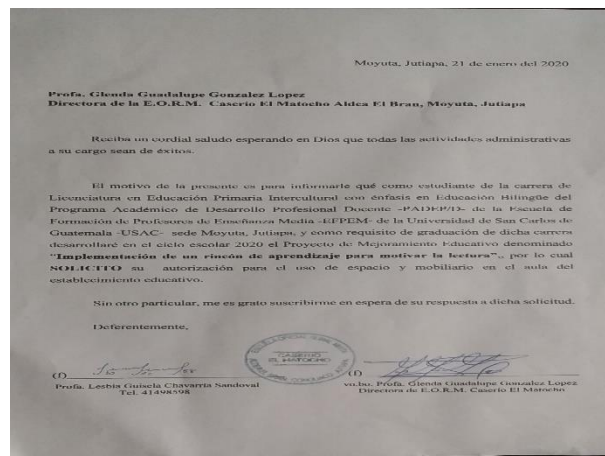 Moyuta, Jutiapa, 21 de enero del 2020
Profa. Glenda Guadalupe Gonzalez Lopez
Directora de la E.O.R.M. Caserío El Matocho Aldea El Bran, Moyuta, Jutiapa
Reciba un cordial saludo esperando en Dios que todas las actividades administrativas
a su cargo sean de éxitos.
El motivo de la presente es para informarle qué como estudiante de la carrera de
Licenciatura en Educación Primaria Intercultural con énfasis en Educación Bilingüe del
Programa Académico de Desarrollo Profesional Docente -PADEP/D- de la Escuela de
Formación de Profesores de Enseñanza Media -EFPEM- de la Universidad de San Carlos de
Guatemala -USAC- sede Moyuta, Jutiapa, y como requisito de graduación de dicha carrera
desarrollaré en el ciclo escolar 2020 el Proyecto de Mejoramiento Educativo denominado
"Implementación de un rincón de aprendizaje para motivar la lectura",, por lo cual
SOLICITO su autorización para el uso de espacio y mobiliario en el aula del
establecimiento educativo.
Sin otro particular, me es grato suscribirme en espera de su respuesta a dicha solicitud.
Deferentemente,
CASERIO
EL MATOCHO
(f) (f)
Profa. Lesbia Guisela Chavarría Sandoval
Tel. 41498598
vo.bo. Profa. Glenda Guadalupe Gonzalez Lopez
Directora de E.O.R.M. Caserío El Matocho